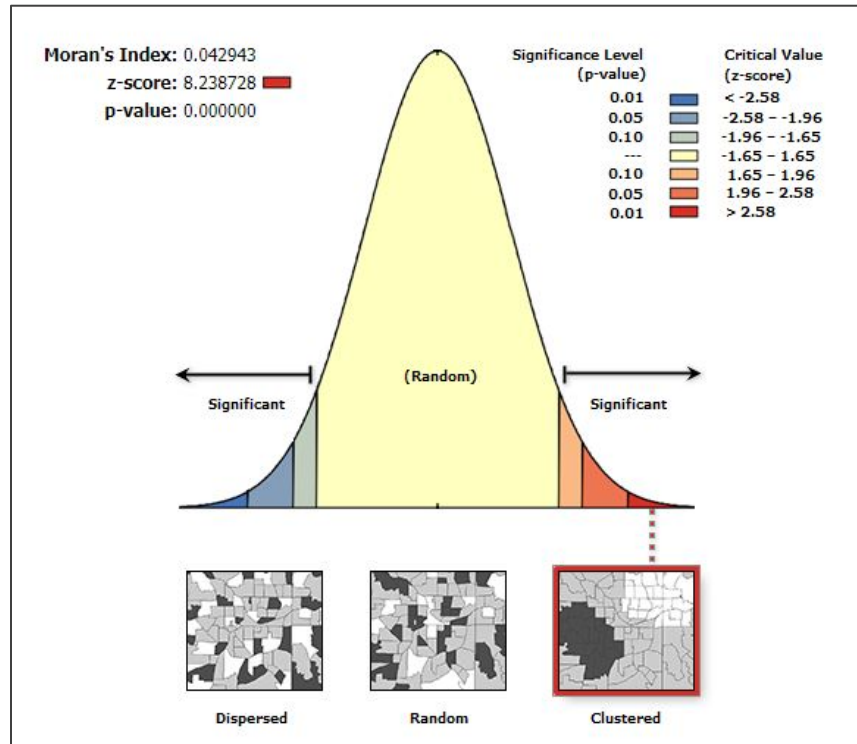 Moran's Index: 0.042943
z-score: 8.238728
p-value: 0.000000
Significance Level
(p-value)
Critical Value
(z-score)
0.01 < -2.58
0.05 -2.58 – -1.96
0.10 -1.96 – -1.65
--- -1.65 – 1.65
0.10 1.65 – 1.96
0.05 1.96 – 2.58
0.01 > 2.58
Significant
(Random)
Significant
Dispersed
Random
Clustered